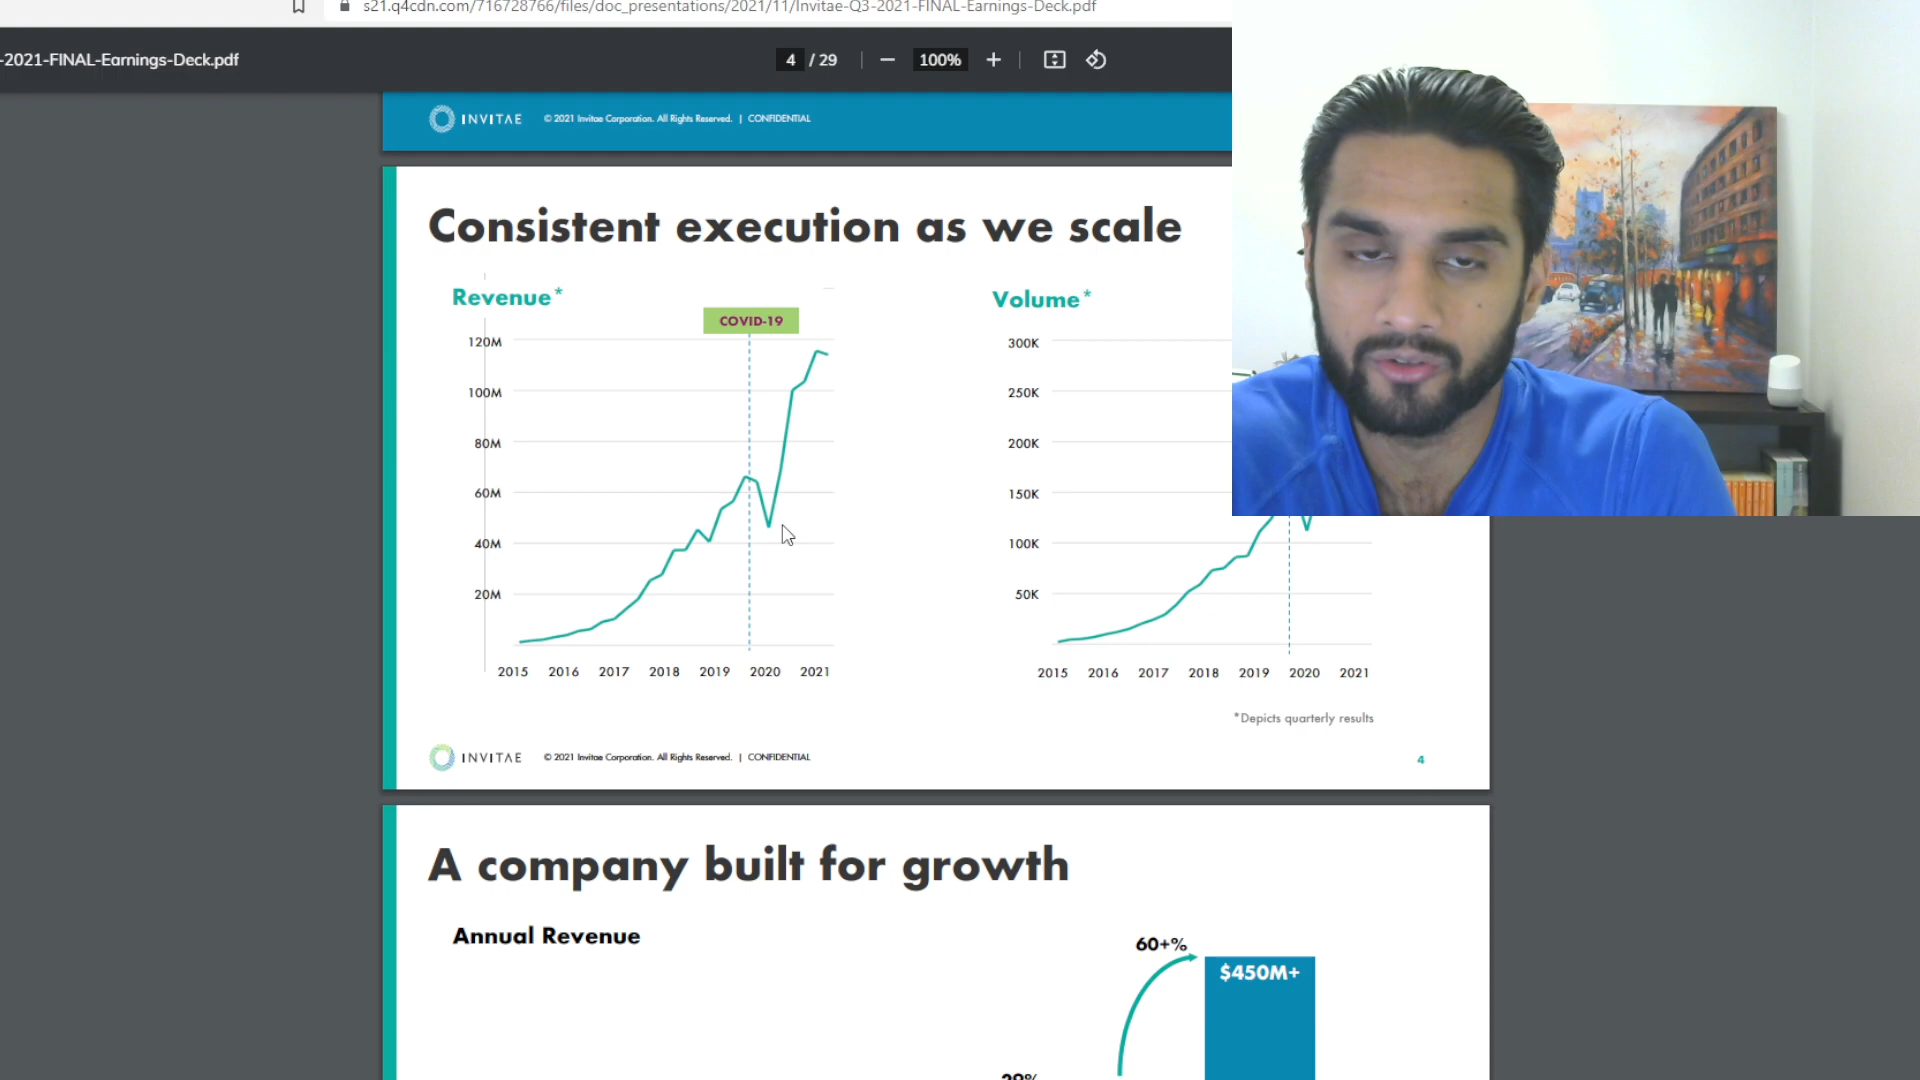 s21.q4cdn.com/716728766/files/doc_presentations/2021/11/Invitae-Q3-2021-FINAL-Earnings-Deck.pdf
-2021-FINAL-Earnings-Deck.pdf
4 / 29
100%
INVITAE © 2021 Invitae Corporation. All Rights Reserved. | CONFIDENTIAL
Consistent execution as we scale
Revenue*
COVID-19
120M
100M
80M
60M
40M
20M
2015 2016 2017 2018 2019 2020 2021
Volume*
300K
250K
200K
150K
100K
50K
2015 2016 2017 2018 2019 2020 2021
*Depicts quarterly results
INVITAE © 2021 Invitae Corporation. All Rights Reserved. | CONFIDENTIAL
4
A company built for growth
Annual Revenue
60+%
$450M+